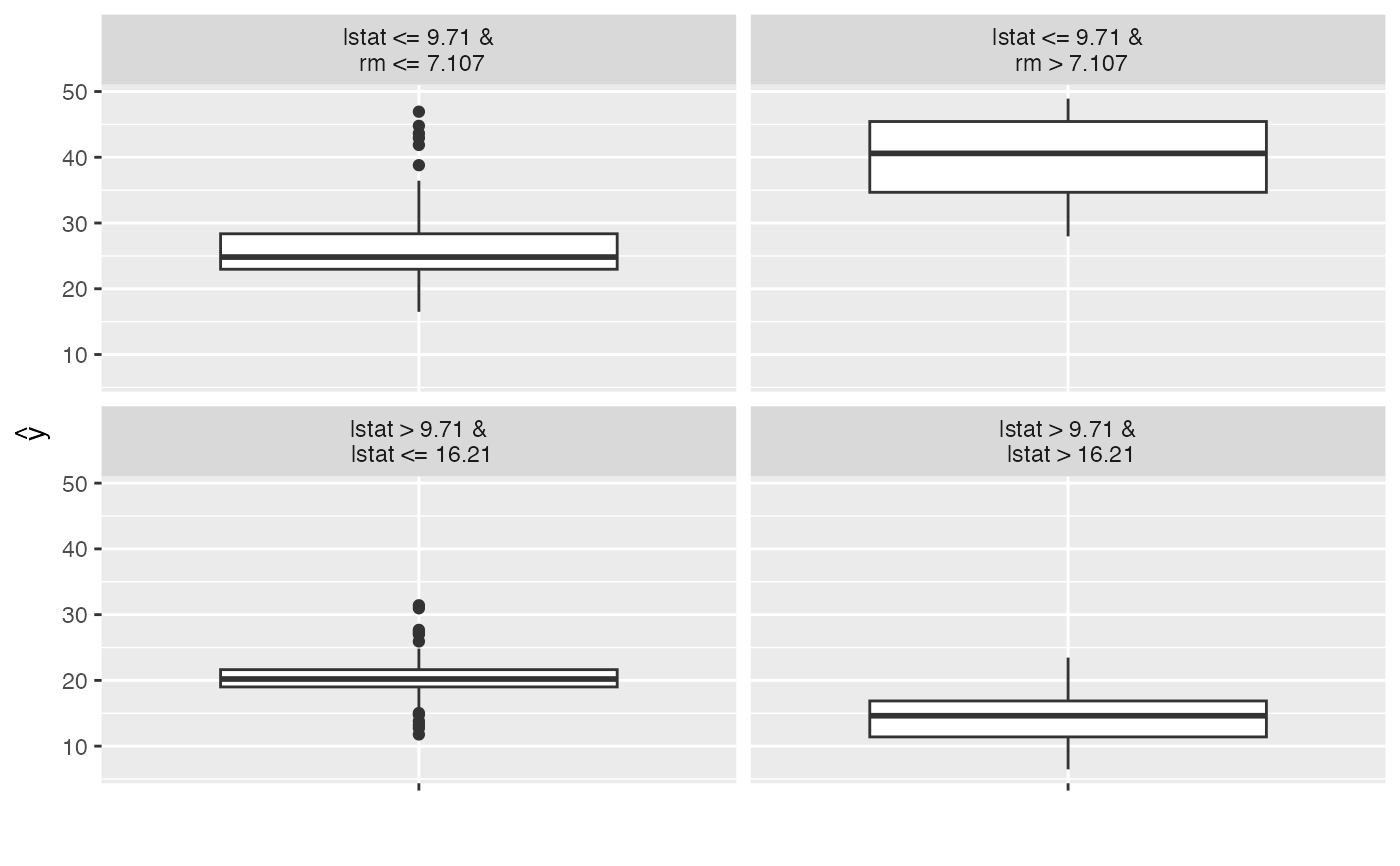 lstat <= 9.71 &
rm <= 7.107
lstat <= 9.71 &
rm > 7.107
50
40
30
20
10
ŷ
lstat > 9.71 &
lstat <= 16.21
lstat > 9.71 &
lstat > 16.21
50
40
30
20
10